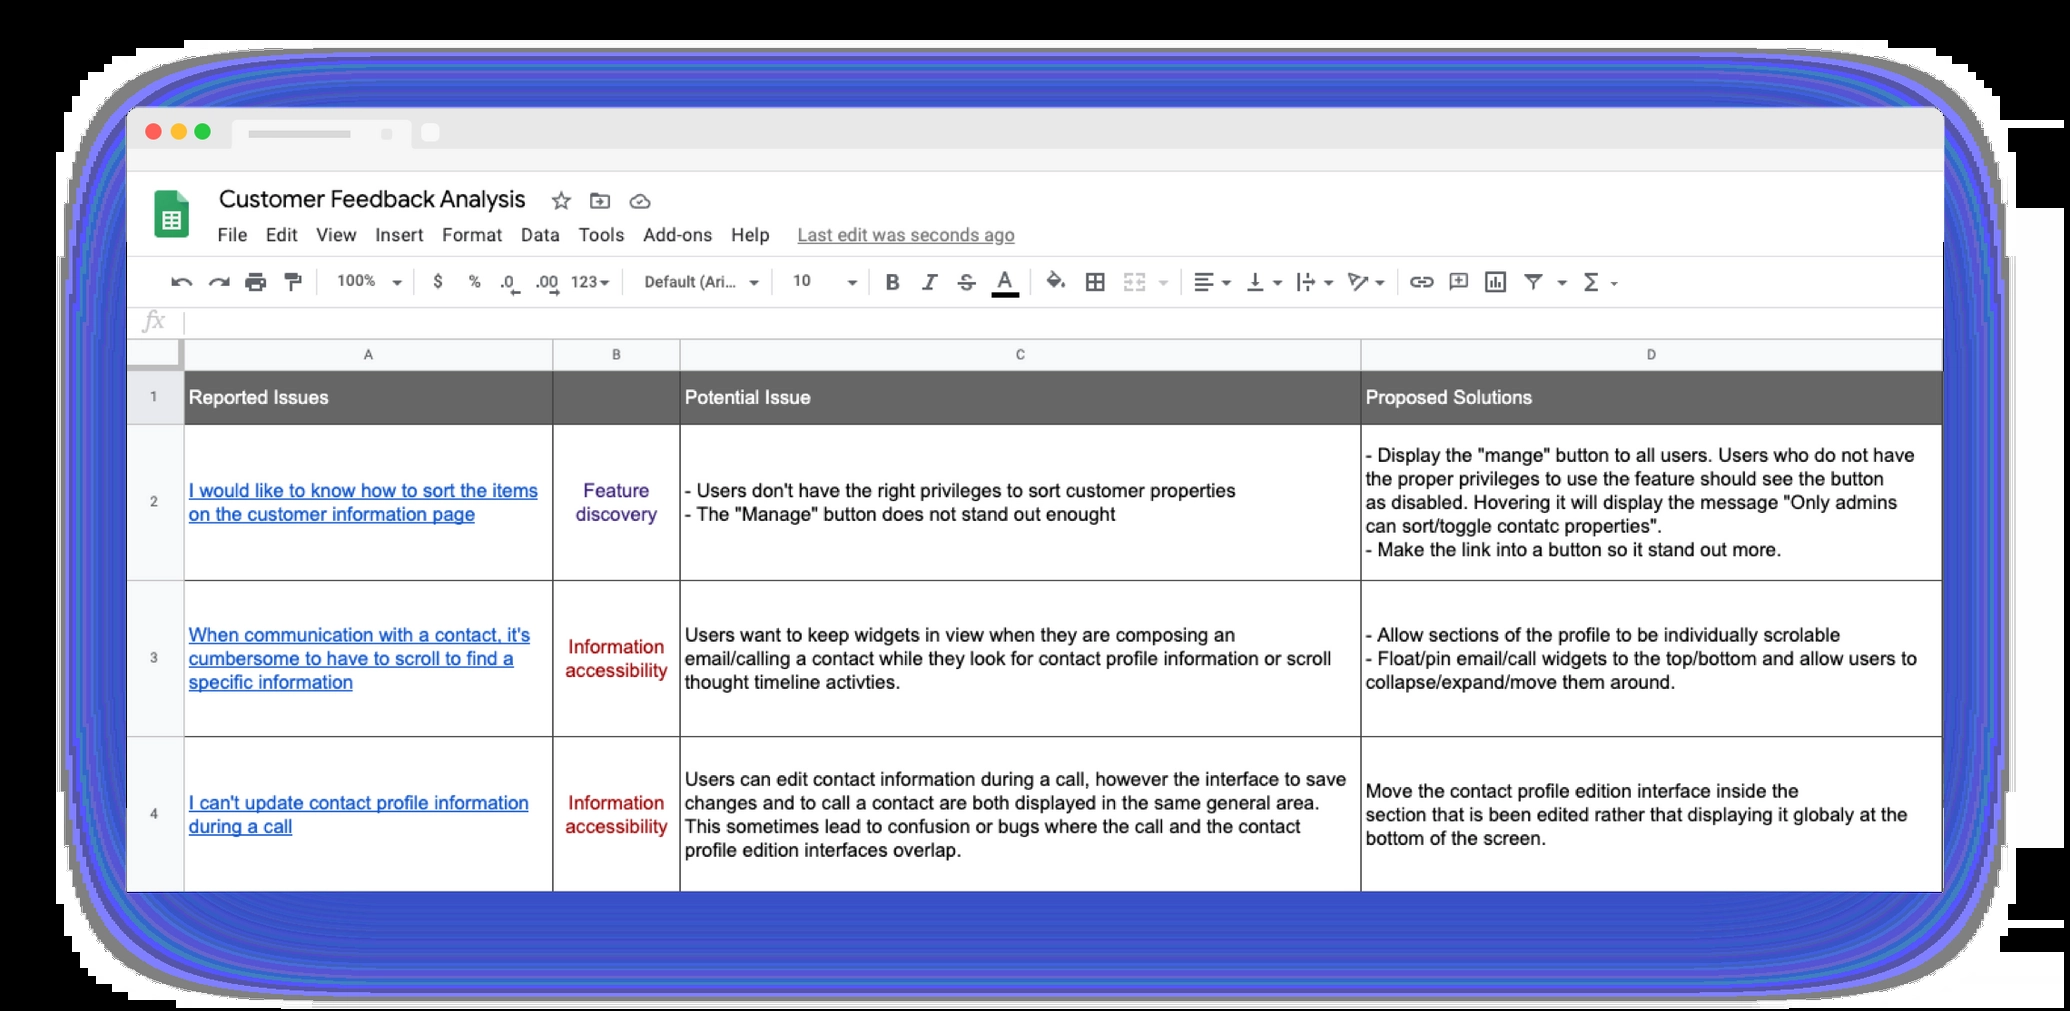 Customer Feedback Analysis
File Edit View Insert Format Data Tools Add-ons Help Last edit was seconds ago
100% $ % .0 .00 123 Default (Ari... 10 B I S A
fx
A B C D
1 Reported Issues Potential Issue Proposed Solutions
2
I would like to know how to sort the items
on the customer information page
Feature
discovery
- Users don't have the right privileges to sort customer properties
- The "Manage" button does not stand out enought
- Display the "mange" button to all users. Users who do not have
the proper privileges to use the feature should see the button
as disabled. Hovering it will display the message "Only admins
can sort/toggle contatc properties".
- Make the link into a button so it stand out more.
3
When communication with a contact, it's
cumbersome to have to scroll to find a
specific information
Information
accessibility
Users want to keep widgets in view when they are composing an
email/calling a contact while they look for contact profile information or scroll
thought timeline activties.
- Allow sections of the profile to be individually scrolable
- Float/pin email/call widgets to the top/bottom and allow users to
collapse/expand/move them around.
4
I can't update contact profile information
during a call
Information
accessibility
Users can edit contact information during a call, however the interface to save
changes and to call a contact are both displayed in the same general area.
This sometimes lead to confusion or bugs where the call and the contact
profile edition interfaces overlap.
Move the contact profile edition interface inside the
section that is been edited rather that displaying it globaly at the
bottom of the screen.